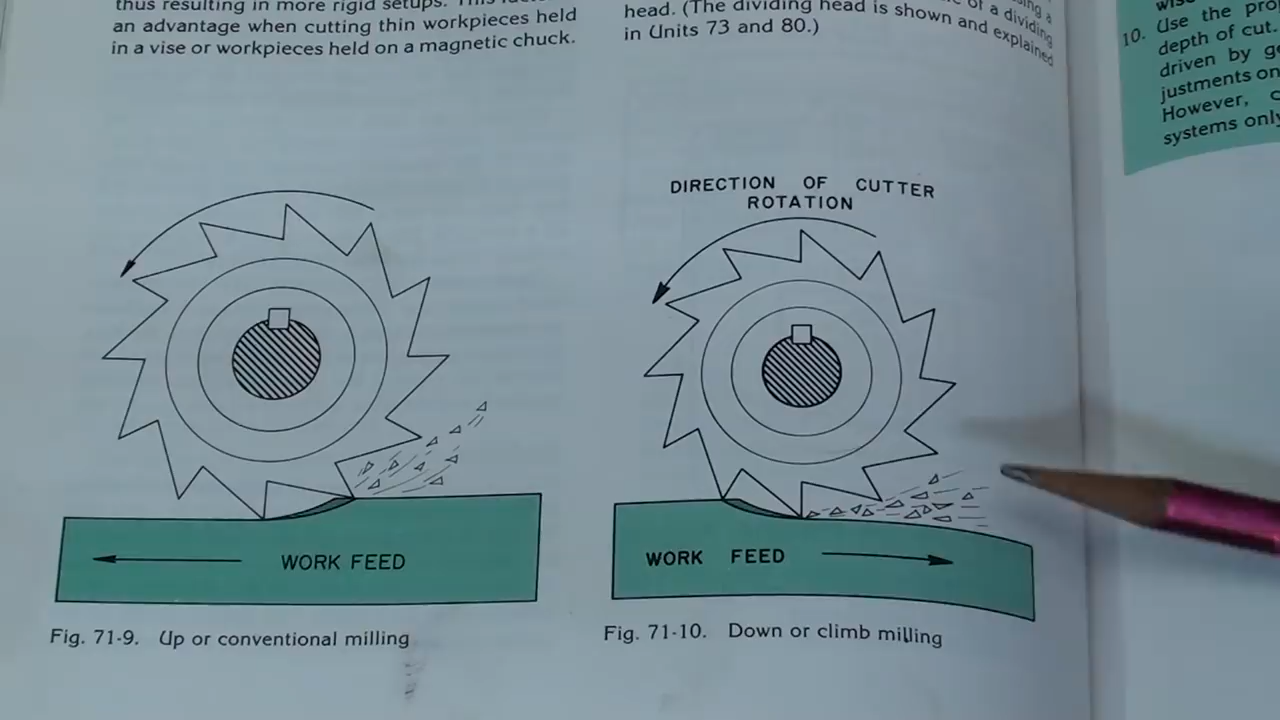 thus resulting in more rigid setups. This
an advantage when cutting thin workpieces held
in a vise or workpieces held on a magnetic chuck.
of a dividing
head. (The dividing head is shown and explained
in Units 73 and 80.)
10. Use the
depth of cut.
driven by
justments on
However,
systems only
DIRECTION OF CUTTER
ROTATION
WORK FEED
Fig. 71-9. Up or conventional milling
WORK FEED
Fig. 71-10. Down or climb milling